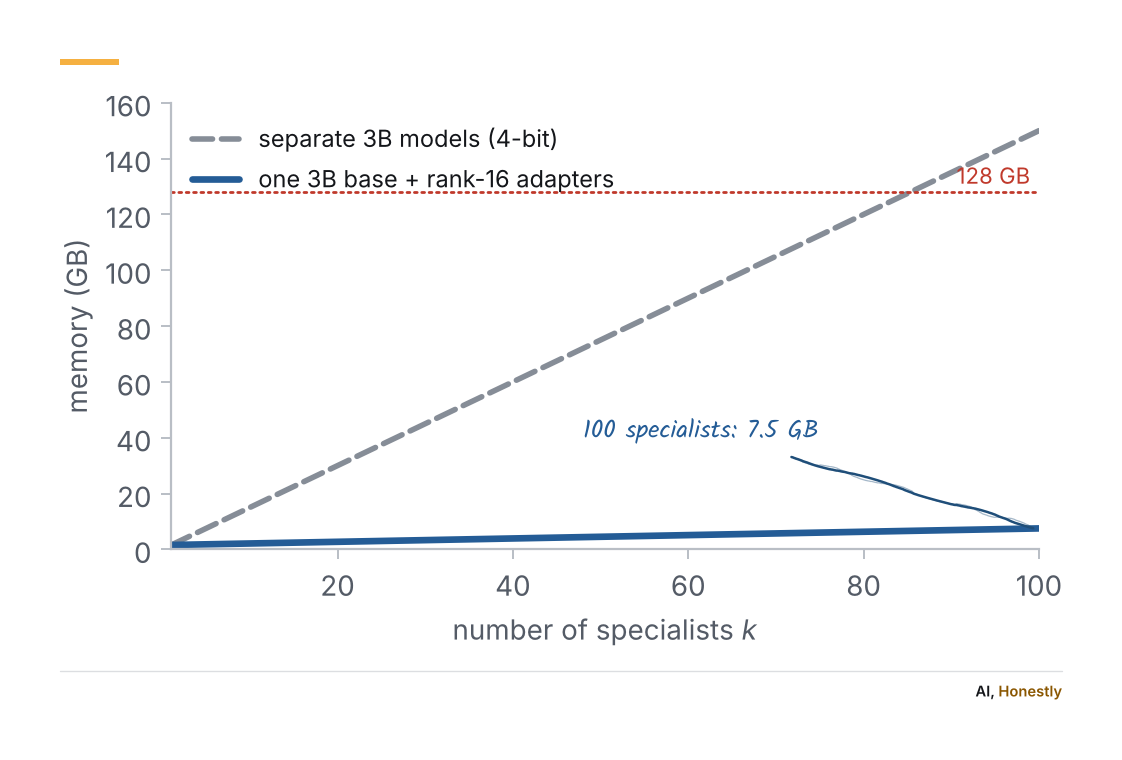 160
separate 3B models (4-bit)
140
one 3B base + rank-16 adapters
128 GB
120
100
memory (GB)
80
60
100 specialists: 7.5 GB
40
20
0
20 40 60 80 100
number of specialists k
AI, Honestly